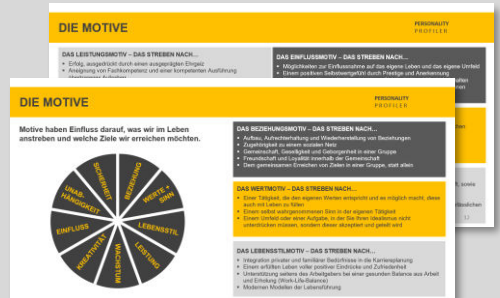 DIE MOTIVE
PERSONALITY
PROFILER
DAS LEISTUNGSMOTIV – DAS STREBEN NACH…
• Erfolg, ausgedrückt durch einen ausgeprägten Ehrgeiz
• Aneignung von Fachkompetenz und einer kompetenten Ausführung
DAS EINFLUSSMOTIV – DAS STREBEN NACH…
• Möglichkeiten zur Einflussnahme auf das eigene Leben und das eigene Umfeld
• Einem positiven Selbstwertgefühl durch Prestige und Anerkennung
DIE MOTIVE
PERSONALITY
PROFILER
Motive haben Einfluss darauf, was wir im Leben
anstreben und welche Ziele wir erreichen möchten.
SICHERHEIT
BEZIEHUNG
WERTE +
SINN
LEBENSSTIL
LEISTUNG
WACHSTUM
KREATIVITÄT
EINFLUSS
UNAB-
HÄNGIGKEIT
DAS BEZIEHUNGSMOTIV – DAS STREBEN NACH…
• Aufbau, Aufrechterhaltung und Wiederherstellung von Beziehungen
• Zugehörigkeit zu einem sozialen Netz
• Gemeinschaft, Geselligkeit und Geborgenheit in einer Gruppe
• Freundschaft und Loyalität innerhalb der Gemeinschaft
• Dem gemeinsamen Erreichen von Zielen in einer Gruppe, statt allein
DAS WERTMOTIV – DAS STREBEN NACH…
• Einer Tätigkeit, die den eigenen Werten entspricht und es möglich macht, diese
auch mit Leben zu füllen
• Einem selbst wahrgenommenen Sinn in der eigenen Tätigkeit
• Einem Umfeld oder einer Aufgabe, in der Sie Ihren Idealismus nicht
unterdrücken müssen, sondern dieser akzeptiert und gelebt wird
DAS LEBENSSTILMOTIV – DAS STREBEN NACH…
• Integration privater und familiärer Bedürfnisse in die Karriereplanung
• Einem erfüllten Leben voller positiver Eindrücke und Zufriedenheit
• Unterstützung seitens des Arbeitgebers bei einer gesunden Balance aus Arbeit
und Erholung (Work-Life-Balance)
• Modernen Modellen der Lebensführung